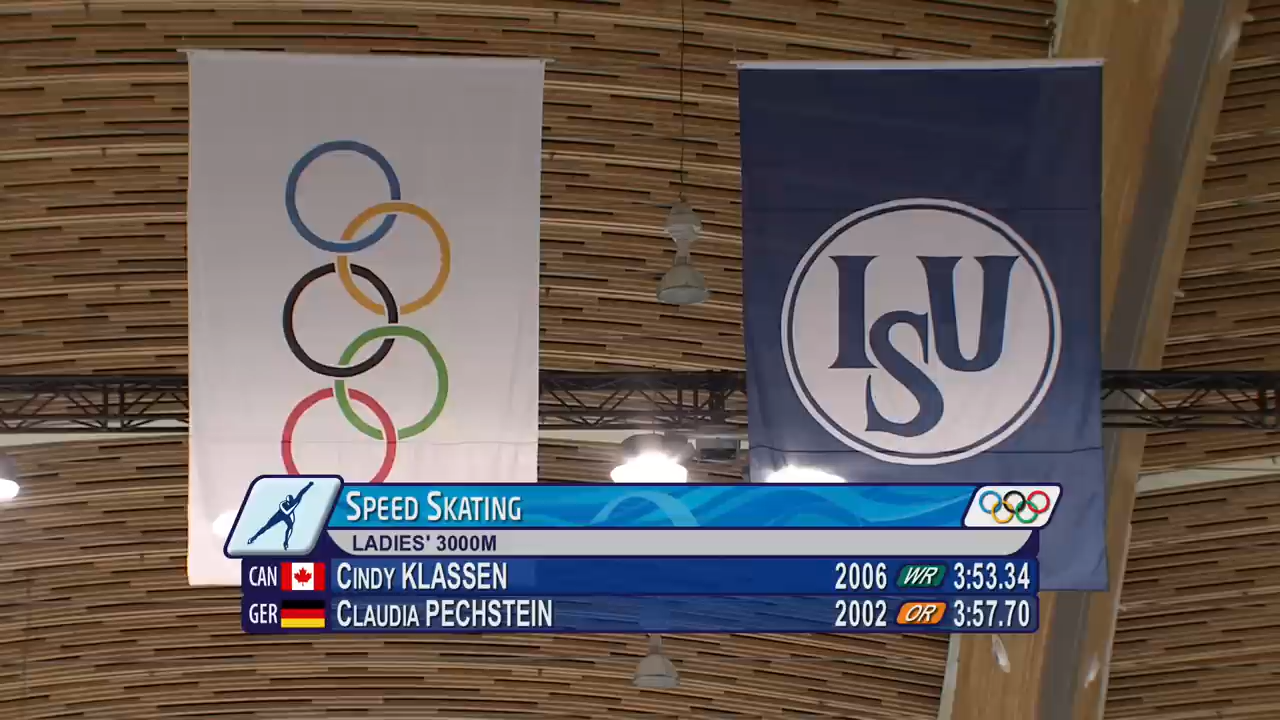 ISU
SPEED SKATING
LADIES' 3000M
CAN CINDY KLASSEN 2006 WR 3:53.34
GER CLAUDIA PECHSTEIN 2002 OR 3:57.70